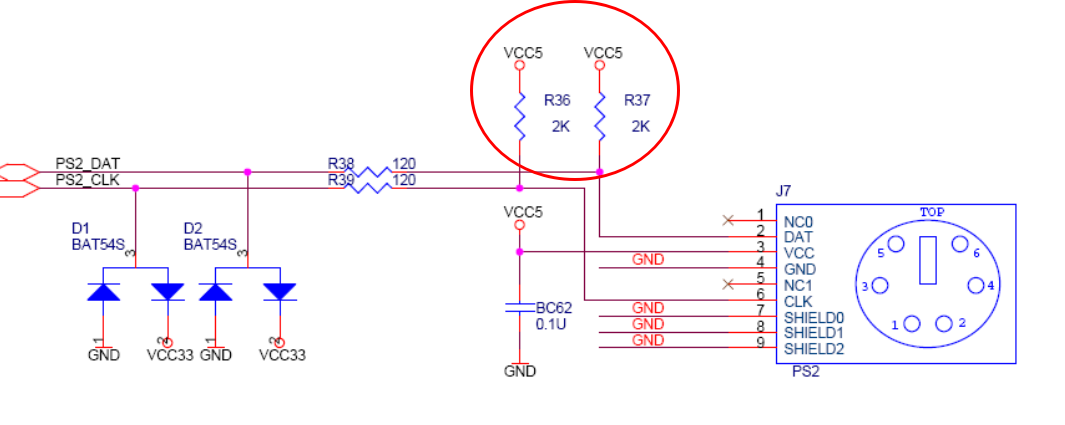 VCC5 VCC5
R36 R37
2K 2K
PS2_DAT R38 120
PS2_CLK R39 120
J7
VCC5
TOP
D1 D2
BAT54S BAT54S
3 3
1 NC0
2 DAT
3 VCC
GND 4 GND
5 NC1
6 CLK
GND 7 SHIELD0
GND 8 SHIELD1
GND 9 SHIELD2
5 6
3 4
1 2
BC62
0.1U
1 2 1 2
GND VCC33 GND VCC33
GND
PS2